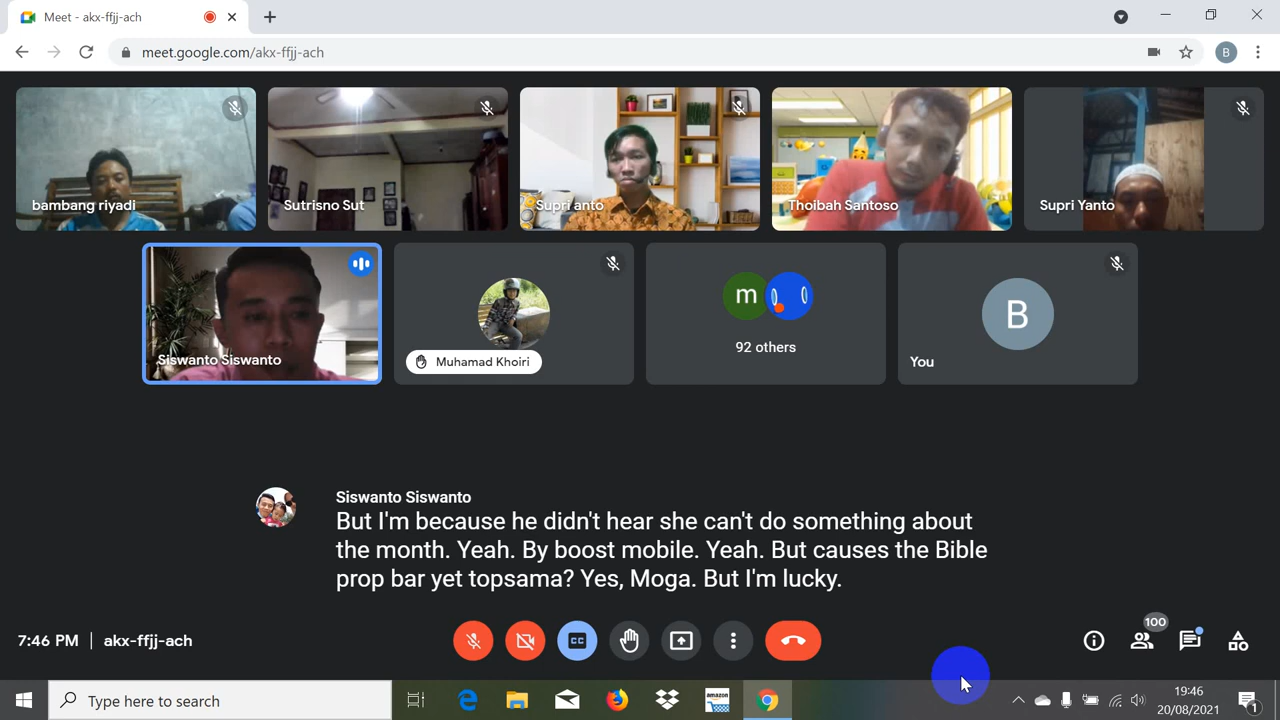 Meet - akx-ffjj-ach
meet.google.com/akx-ffjj-ach
B
bambang riyadi
Sutrisno Sut
Supri anto
Thoibah Santoso
Supri Yanto
Siswanto Siswanto
Muhamad Khoiri
m
92 others
B
You
Siswanto Siswanto
But I'm because he didn't hear she can't do something about
the month. Yeah. By boost mobile. Yeah. But causes the Bible
prop bar yet topsama? Yes, Moga. But I'm lucky.
7:46 PM | akx-ffjj-ach
CC
100
Type here to search
amazon
19:46
20/08/2021
1